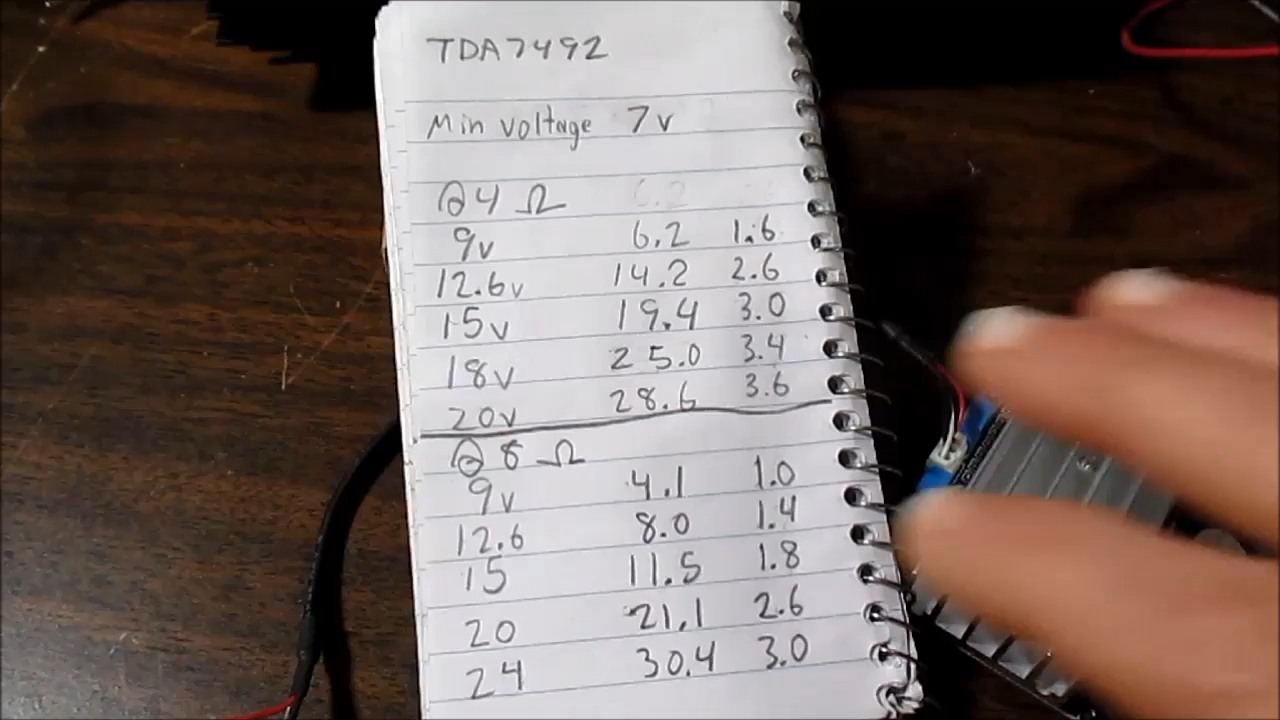 TDA7492
Min voltage 7v
@4 Ω 6.2
9v 6.2 1.6
12.6v 14.2 2.6
15v 19.4 3.0
18v 25.0 3.4
20v 28.6 3.6
@8 Ω
9v 4.1 1.0
12.6 8.0 1.4
15 11.5 1.8
20 21.1 2.6
24 30.4 3.0